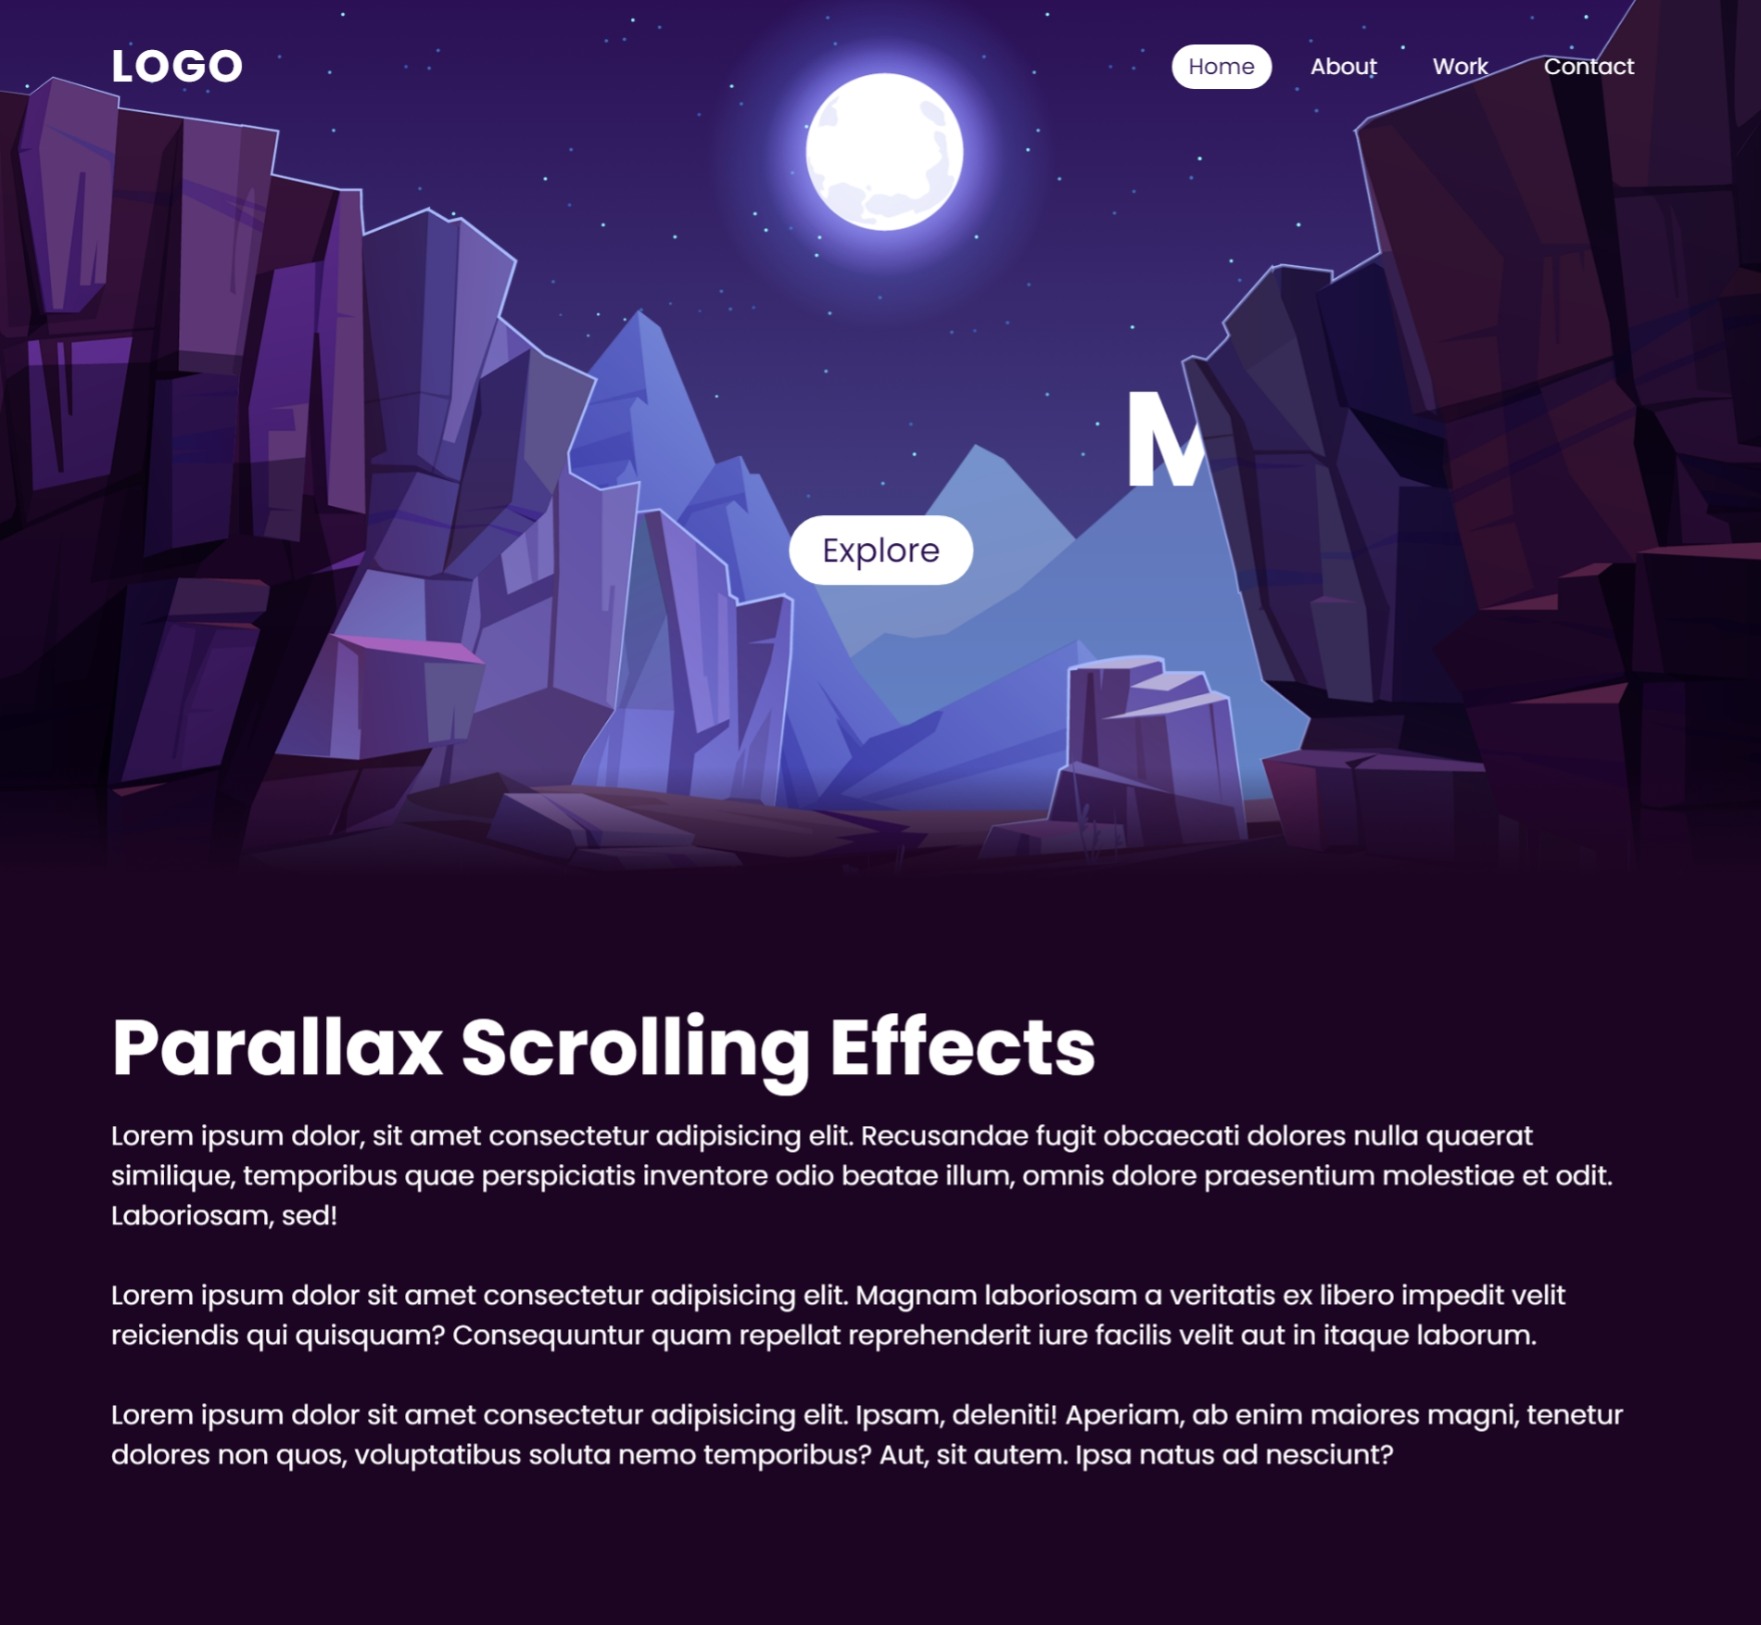 LOGO
Home
About
Work
Contact
M
Explore
Parallax Scrolling Effects
Lorem ipsum dolor, sit amet consectetur adipisicing elit. Recusandae fugit obcaecati dolores nulla quaerat
similique, temporibus quae perspiciatis inventore odio beatae illum, omnis dolore praesentium molestiae et odit.
Laboriosam, sed!
Lorem ipsum dolor sit amet consectetur adipisicing elit. Magnam laboriosam a veritatis ex libero impedit velit
reiciendis qui quisquam? Consequuntur quam repellat reprehenderit iure facilis velit aut in itaque laborum.
Lorem ipsum dolor sit amet consectetur adipisicing elit. Ipsam, deleniti! Aperiam, ab enim maiores magni, tenetur
dolores non quos, voluptatibus soluta nemo temporibus? Aut, sit autem. Ipsa natus ad nesciunt?